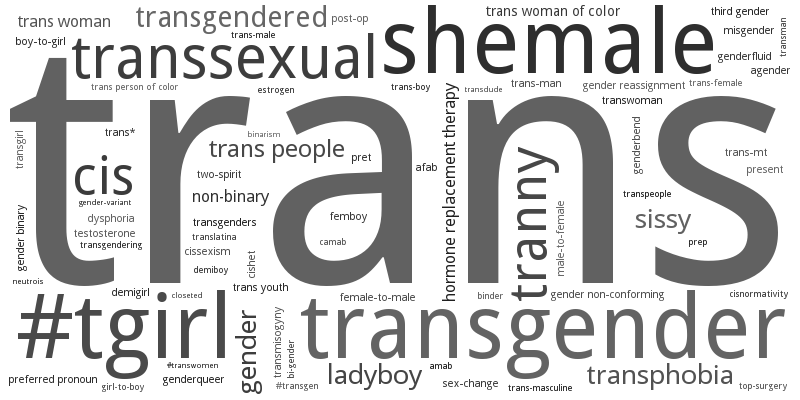 trans woman
transgendered
post-op
trans woman of color
third gender
boy-to-girl
trans-male
misgender
transman
transsexual
shemale
genderfluid
agender
trans person of color
estrogen
trans-boy
transdude
trans-man
gender reassignment
trans-female
transwoman
trans
transgirl
trans*
binarism
trans people
pret
afab
hormone replacement therapy
genderbend
trans-mt
present
cis
two-spirit
non-binary
gender-variant
transpeople
dysphoria
transgenders
femboy
tranny
male-to-female
sissy
testosterone
translatina
camab
prep
transgendering
cissexism
gender binary
demiboy
cishet
neutrois
demigirl
closeted
trans youth
female-to-male
binder
gender non-conforming
cisnormativity
#tgirl
gender
transmisogyny
bi-gender
transgender
#transwomen
preferred pronoun
girl-to-boy
genderqueer
#transgen
ladyboy
amab
sex-change
trans-masculine
transphobia
top-surgery